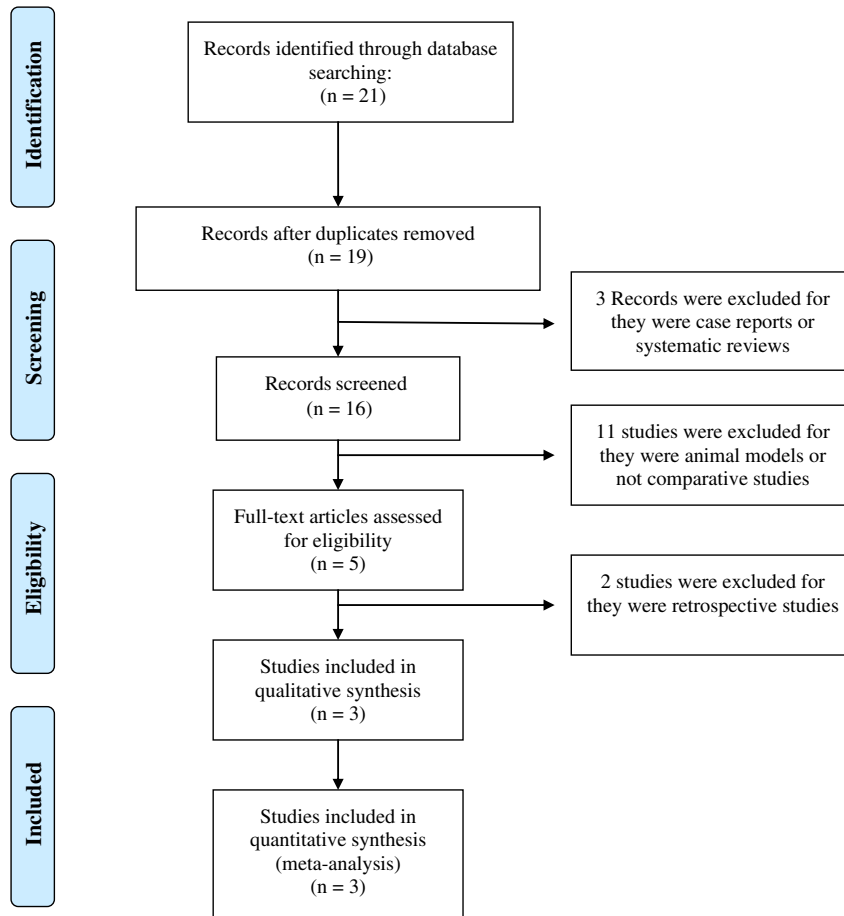 Identification
Records identified through database
searching:
(n = 21)
Records after duplicates removed
(n = 19)
Screening
3 Records were excluded for
they were case reports or
systematic reviews
Records screened
(n = 16)
11 studies were excluded for
they were animal models or
not comparative studies
Eligibility
Full-text articles assessed
for eligibility
(n = 5)
2 studies were excluded for
they were retrospective studies
Studies included in
qualitative synthesis
(n = 3)
Included
Studies included in
quantitative synthesis
(meta-analysis)
(n = 3)